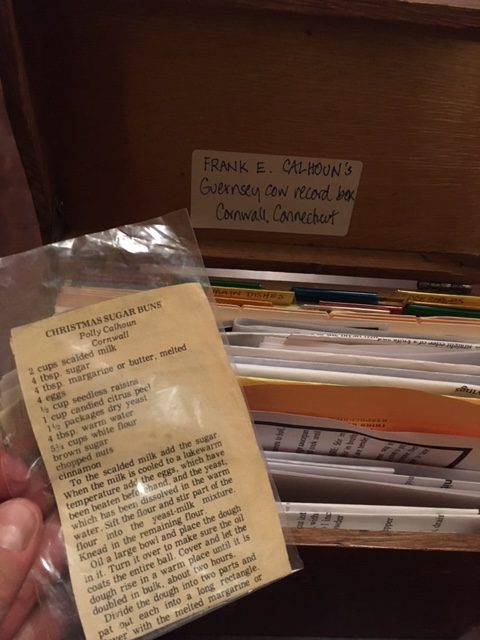 FRANK E. CALHOUN's
Guernsey cow record box
Cornwall, Connecticut
MAIN DISHES
CHRISTMAS SUGAR BUNS
Polly Calhoun
Cornwall
2 cups scalded milk
4 tbsp. sugar
4 tbsp. margarine or butter, melted
4 eggs
½ cup seedless raisins
1 cup candied citrus peel
1½ packages dry yeast
4 tbsp. warm water
5¼ cups white flour
brown sugar
chopped nuts
cinnamon
To the scalded milk add the sugar.
When the milk is cooled to lukewarm
temperature add the eggs, which have
been beaten beforehand, and the yeast,
which has been dissolved in the warm
water. Sift the flour and stir part of the
flour into the yeast-milk mixture.
Knead in the remaining flour.
Oil a large bowl and place the dough
in it. Turn it over to make sure the oil
coats the entire ball. Cover and let the
dough rise in a warm place until it is
doubled in bulk, about two hours.
Divide the dough into two parts and
pat out each into a long rectangle.
with the melted margarine or